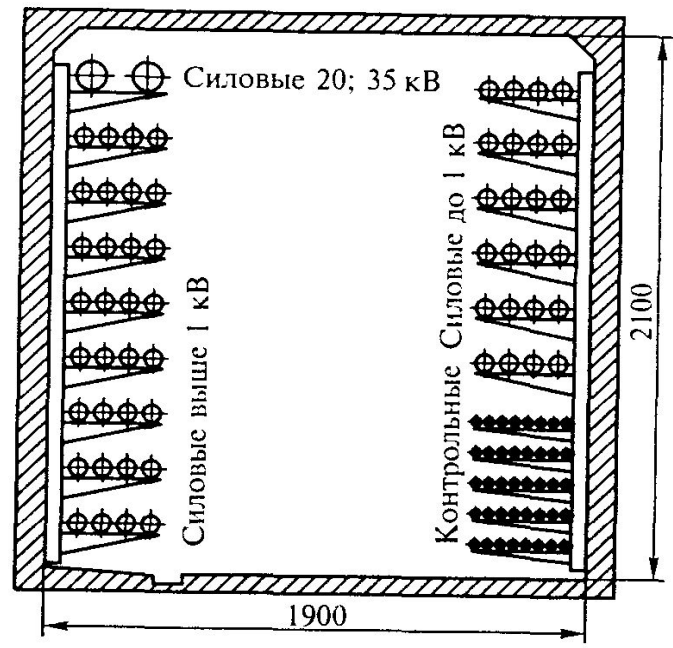 Силовые 20; 35 кВ
Силовые выше 1 кВ
Контрольные Силовые до 1 кВ
2100
1900